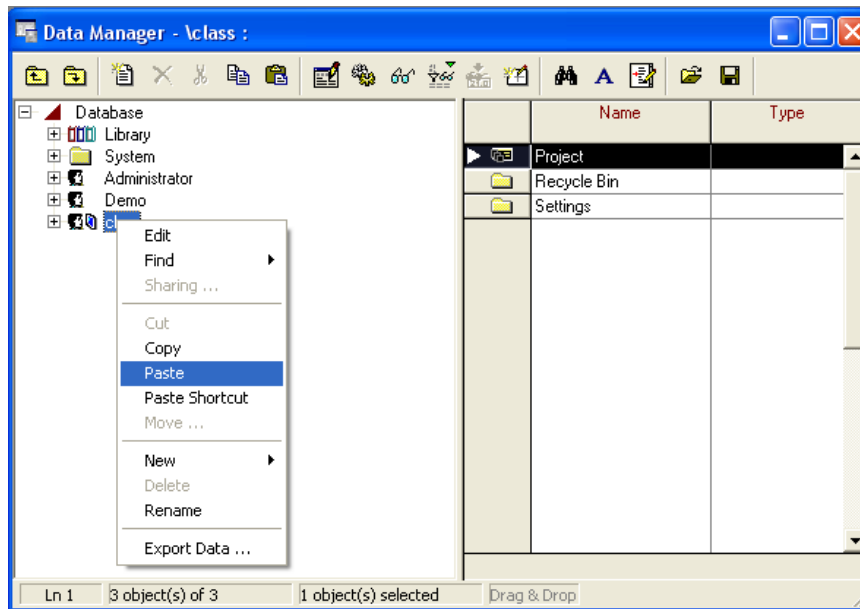 Data Manager - \class :
Database
Library
System
Administrator
Demo
Edit
Find
Sharing ...
Cut
Copy
Paste
Paste Shortcut
Move ...
New
Delete
Rename
Export Data ...
Name Type
Project
Recycle Bin
Settings
Ln 1 3 object(s) of 3 1 object(s) selected Drag & Drop